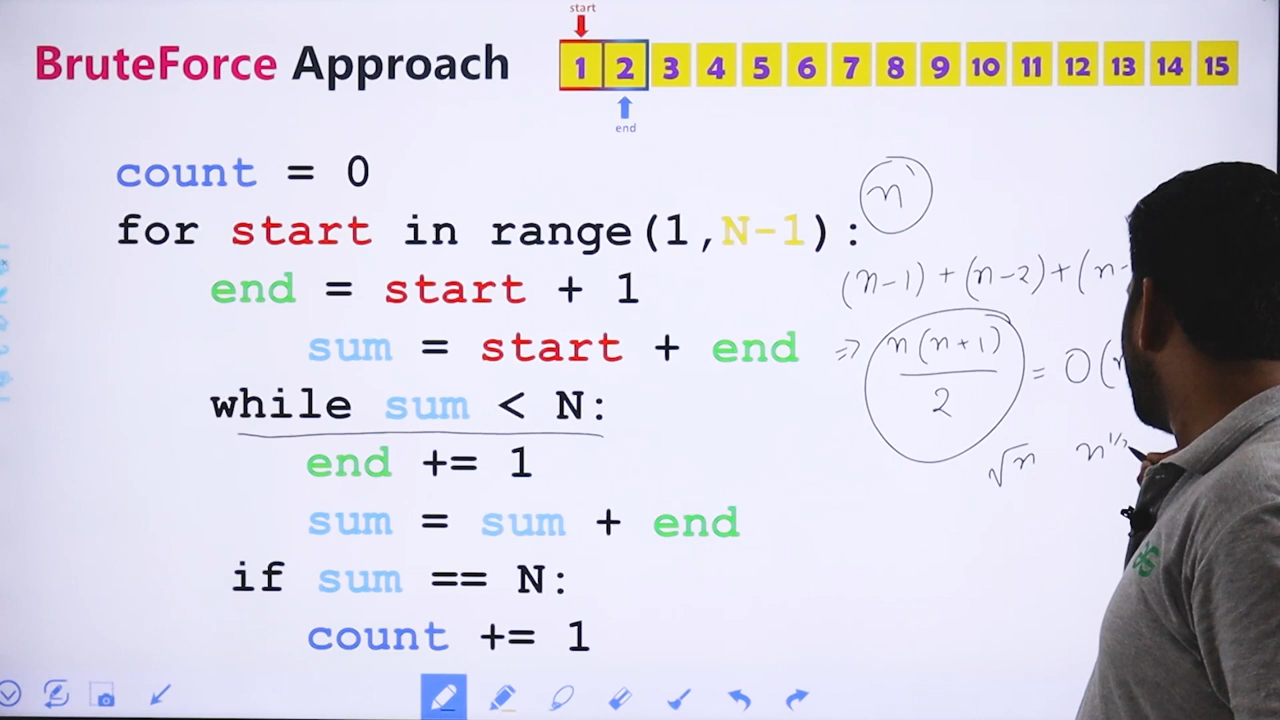 start
BruteForce Approach
1 2 3 4 5 6 7 8 9 10 11 12 13 14 15
end
count = 0
for start in range(1,N-1):
n
end = start + 1
(n-1) + (n-2) + (n-
sum = start + end
=> n(n+1)/2 = O(
while sum < N:
√n n^1/
end += 1
sum = sum + end
if sum == N:
count += 1